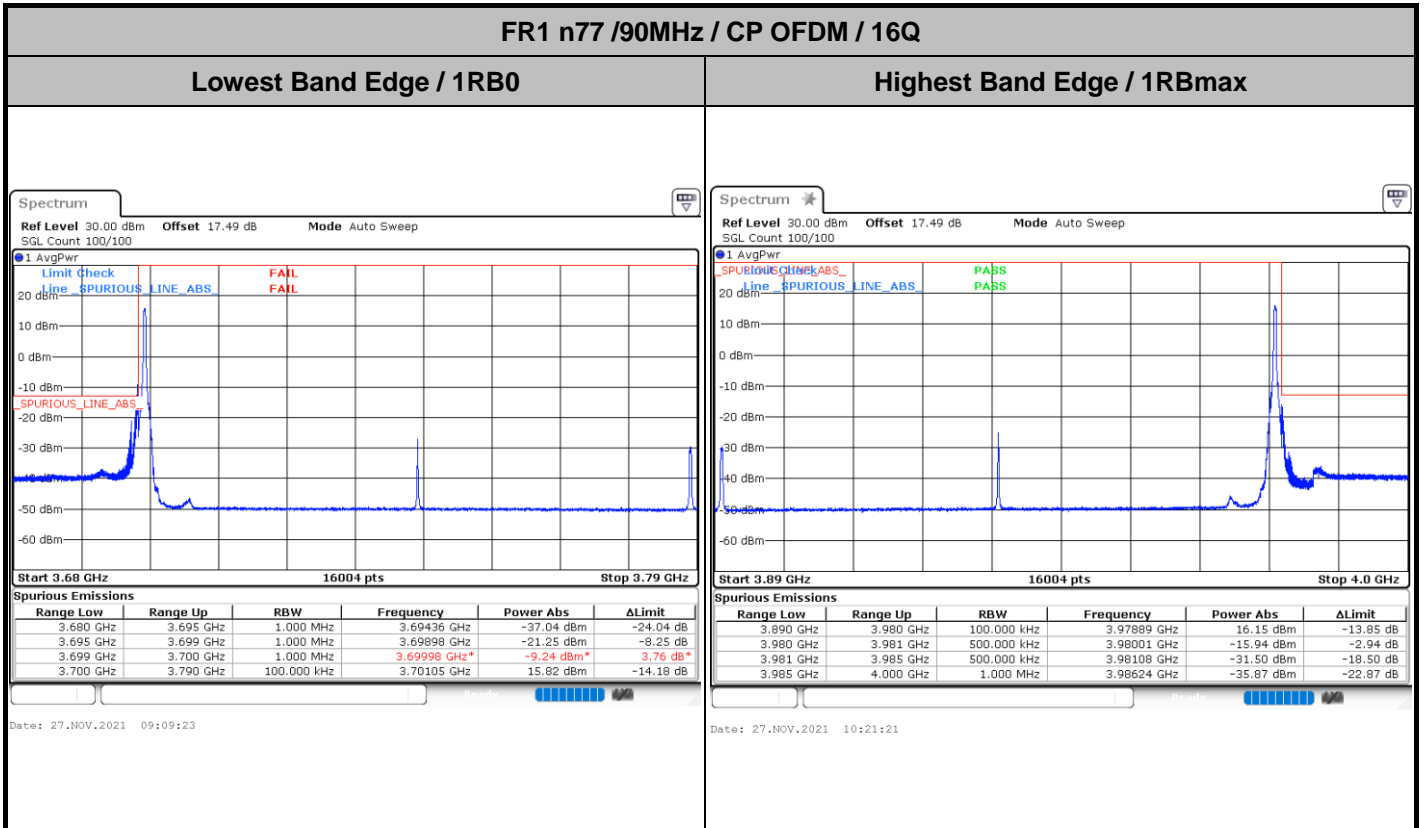 FR1 n77 /90MHz / CP OFDM / 16Q
Lowest Band Edge / 1RB0
Highest Band Edge / 1RBmax
Spectrum
Ref Level 30.00 dBm Offset 17.49 dB Mode Auto Sweep
SGL Count 100/100
1 AvgPwr
Limit Check FAIL
Line _SPURIOUS_LINE_ABS_ FAIL
20 dBm
10 dBm
0 dBm
-10 dBm
_SPURIOUS_LINE_ABS_
-20 dBm
-30 dBm
-50 dBm
-60 dBm
Start 3.68 GHz 16004 pts Stop 3.79 GHz
Spurious Emissions
Range Low Range Up RBW Frequency Power Abs ΔLimit
3.680 GHz 3.695 GHz 1.000 MHz 3.69436 GHz -37.04 dBm -24.04 dB
3.695 GHz 3.699 GHz 1.000 MHz 3.69898 GHz -21.25 dBm -8.25 dB
3.699 GHz 3.700 GHz 1.000 MHz 3.69998 GHz* -9.24 dBm* 3.76 dB*
3.700 GHz 3.790 GHz 100.000 kHz 3.70105 GHz 15.82 dBm -14.18 dB
Ready
Date: 27.NOV.2021 09:09:23
Spectrum
Ref Level 30.00 dBm Offset 17.49 dB Mode Auto Sweep
SGL Count 100/100
1 AvgPwr
_SPURIOUS_LINE_ABS_
Limit Check PASS
Line _SPURIOUS_LINE_ABS_ PASS
20 dBm
10 dBm
0 dBm
-10 dBm
-20 dBm
-30 dBm
-40 dBm
-50 dBm
-60 dBm
Start 3.89 GHz 16004 pts Stop 4.0 GHz
Spurious Emissions
Range Low Range Up RBW Frequency Power Abs ΔLimit
3.890 GHz 3.980 GHz 100.000 kHz 3.97889 GHz 16.15 dBm -13.85 dB
3.980 GHz 3.981 GHz 500.000 kHz 3.98001 GHz -15.94 dBm -2.94 dB
3.981 GHz 3.985 GHz 500.000 kHz 3.98108 GHz -31.50 dBm -18.50 dB
3.985 GHz 4.000 GHz 1.000 MHz 3.98624 GHz -35.87 dBm -22.87 dB
Ready
Date: 27.NOV.2021 10:21:21